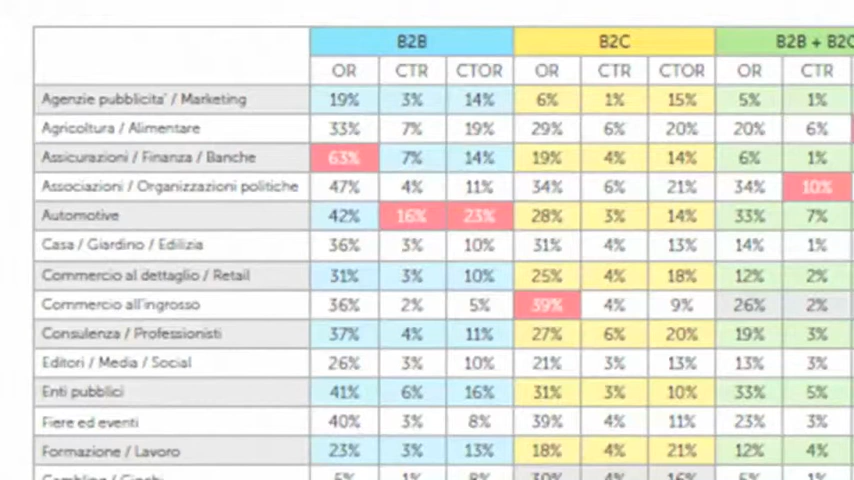 B2B B2C B2B + B2C
OR CTR CTOR OR CTR CTOR OR CTR
Agenzie pubblicita' / Marketing 19% 3% 14% 6% 1% 15% 5% 1%
Agricoltura / Alimentare 33% 7% 19% 29% 6% 20% 20% 6%
Assicurazioni / Finanza / Banche 63% 7% 14% 19% 4% 14% 6% 1%
Associazioni / Organizzazioni politiche 47% 4% 11% 34% 6% 21% 34% 10%
Automotive 42% 16% 23% 28% 3% 14% 33% 7%
Casa / Giardino / Edilizia 36% 3% 10% 31% 4% 13% 14% 1%
Commercio al dettaglio / Retail 31% 3% 10% 25% 4% 18% 12% 2%
Commercio all'ingrosso 36% 2% 5% 39% 4% 9% 26% 2%
Consulenza / Professionisti 37% 4% 11% 27% 6% 20% 19% 3%
Editori / Media / Social 26% 3% 10% 21% 3% 13% 13% 3%
Enti pubblici 41% 6% 16% 31% 3% 10% 33% 5%
Fiere ed eventi 40% 3% 8% 39% 4% 11% 23% 3%
Formazione / Lavoro 23% 3% 13% 18% 4% 21% 12% 4%